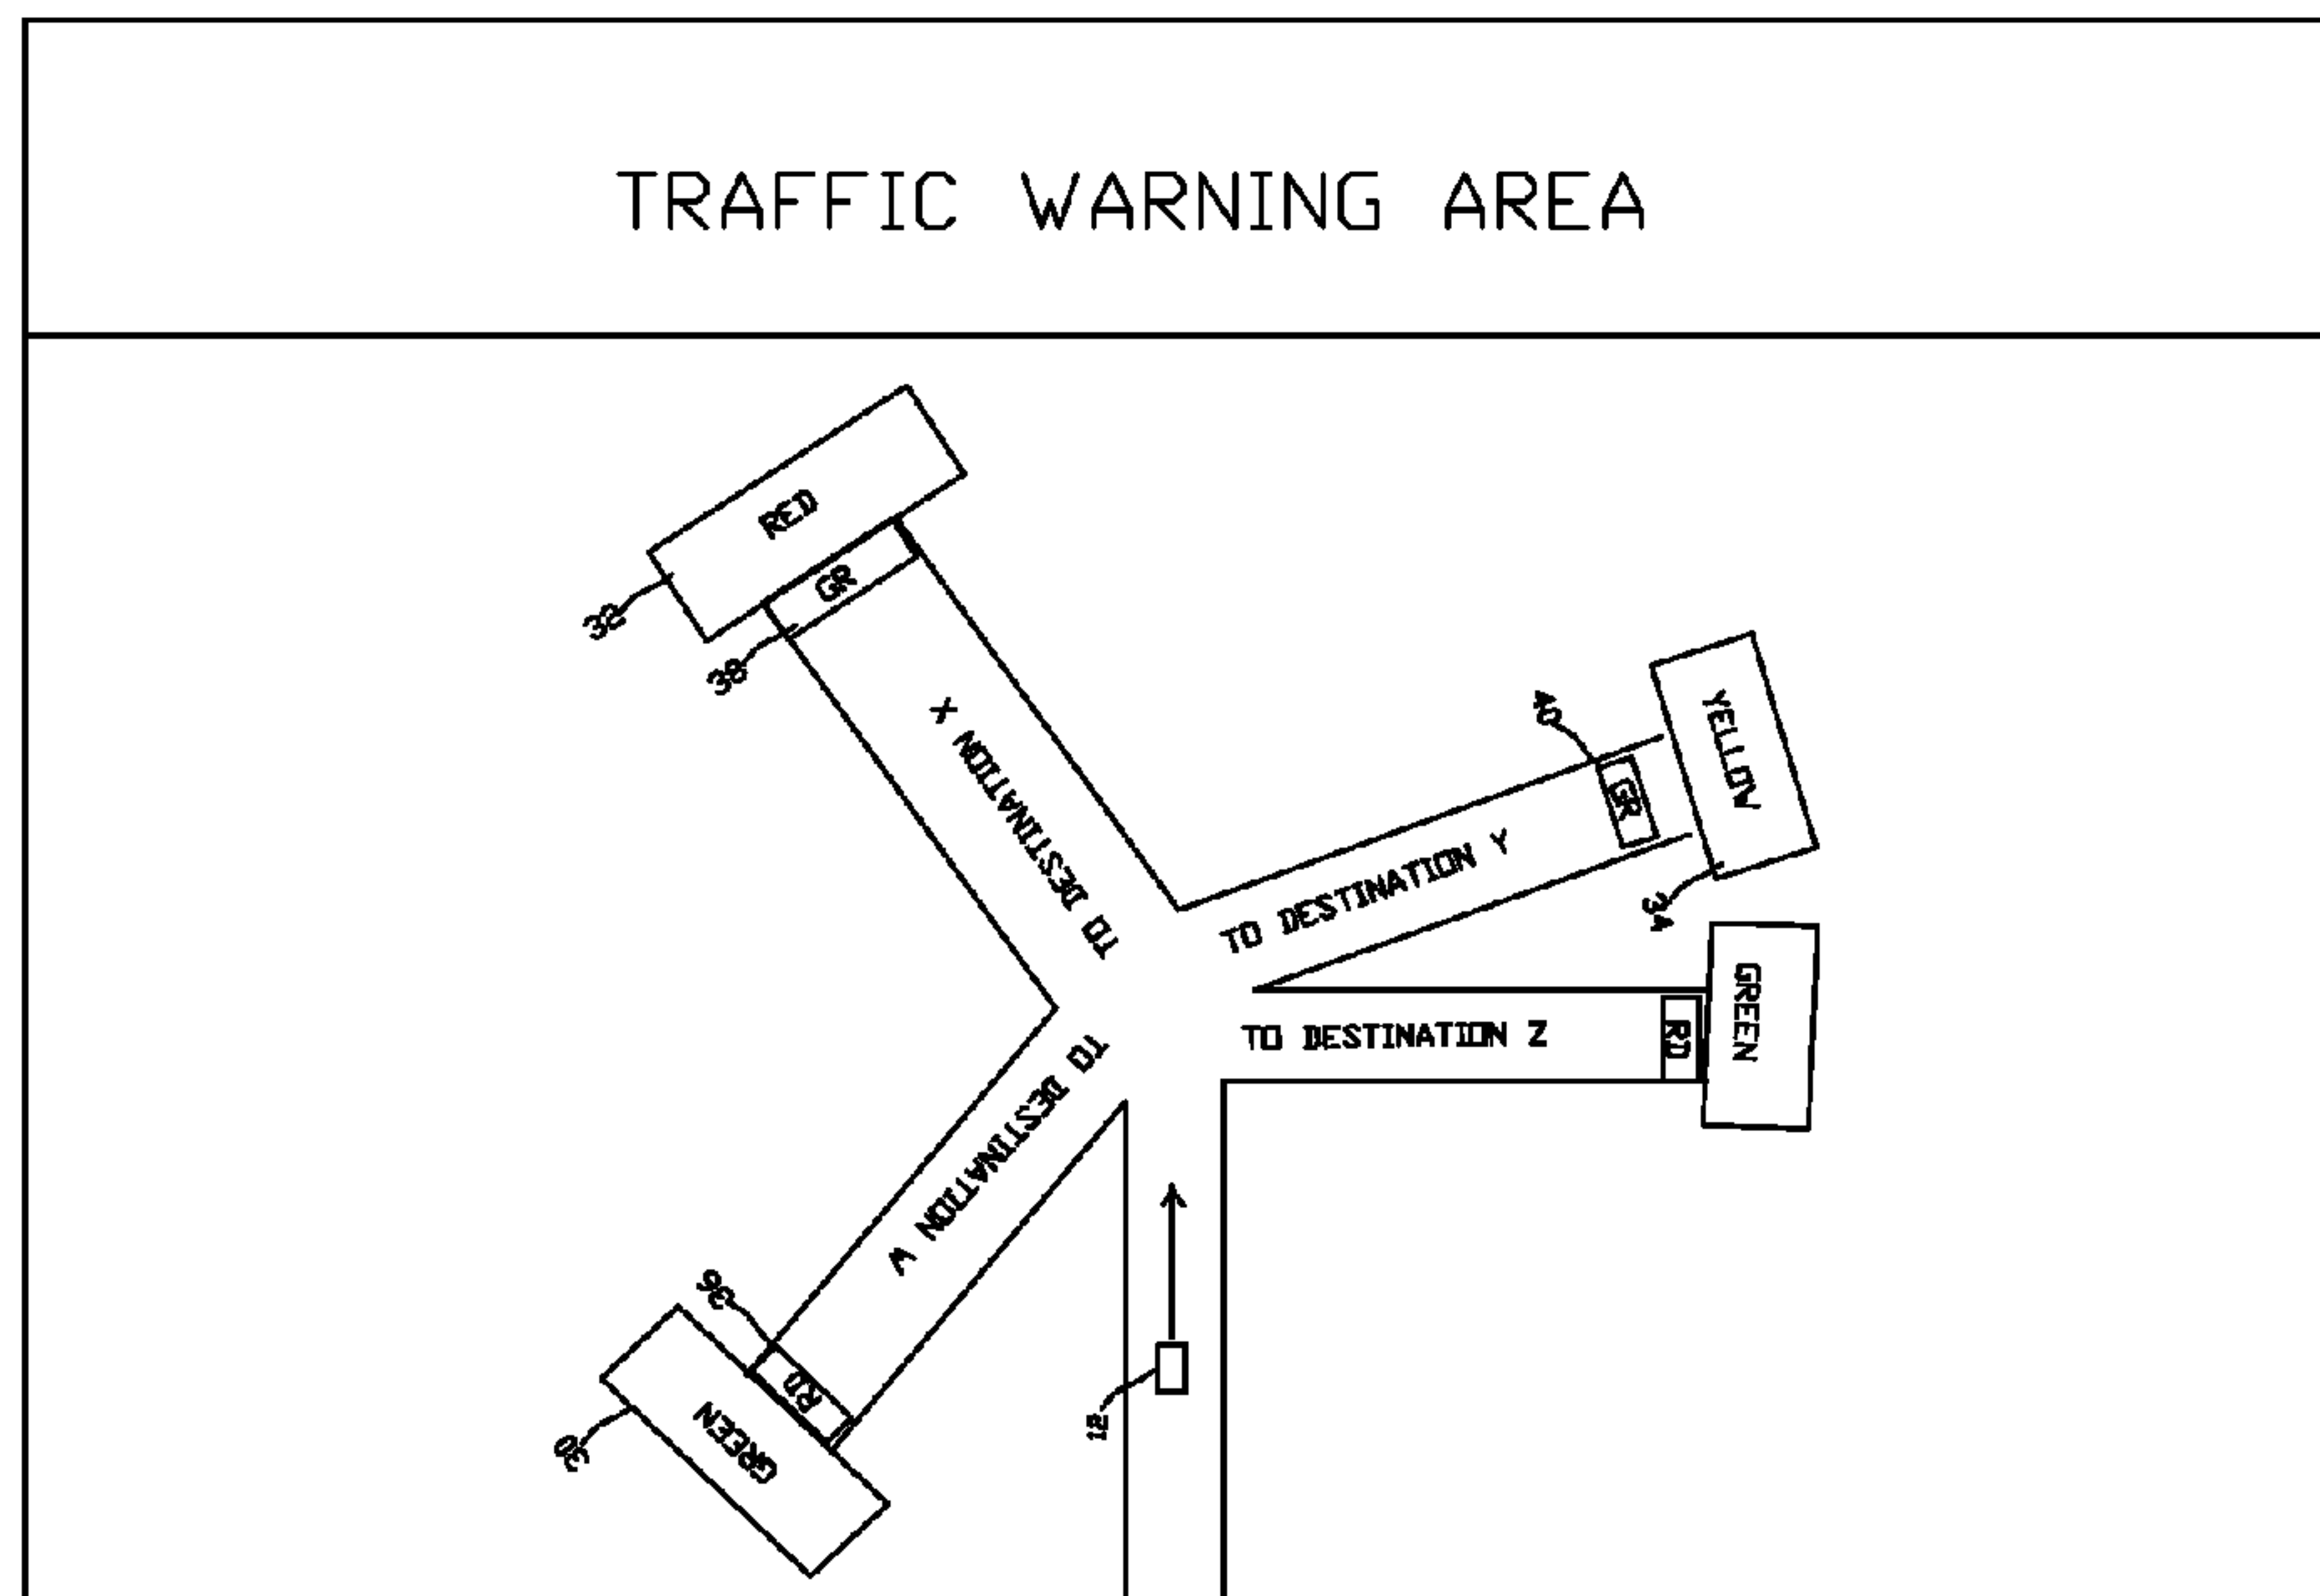 TRAFFIC WARNING AREA
RED
GR
32
38
TO DESTINATION X
40
YELLOW
GR
TO DESTINATION Y
34
GREEN
RD
TO DESTINATION Z
TO DESTINATION W
36
RD
GREEN
30
12